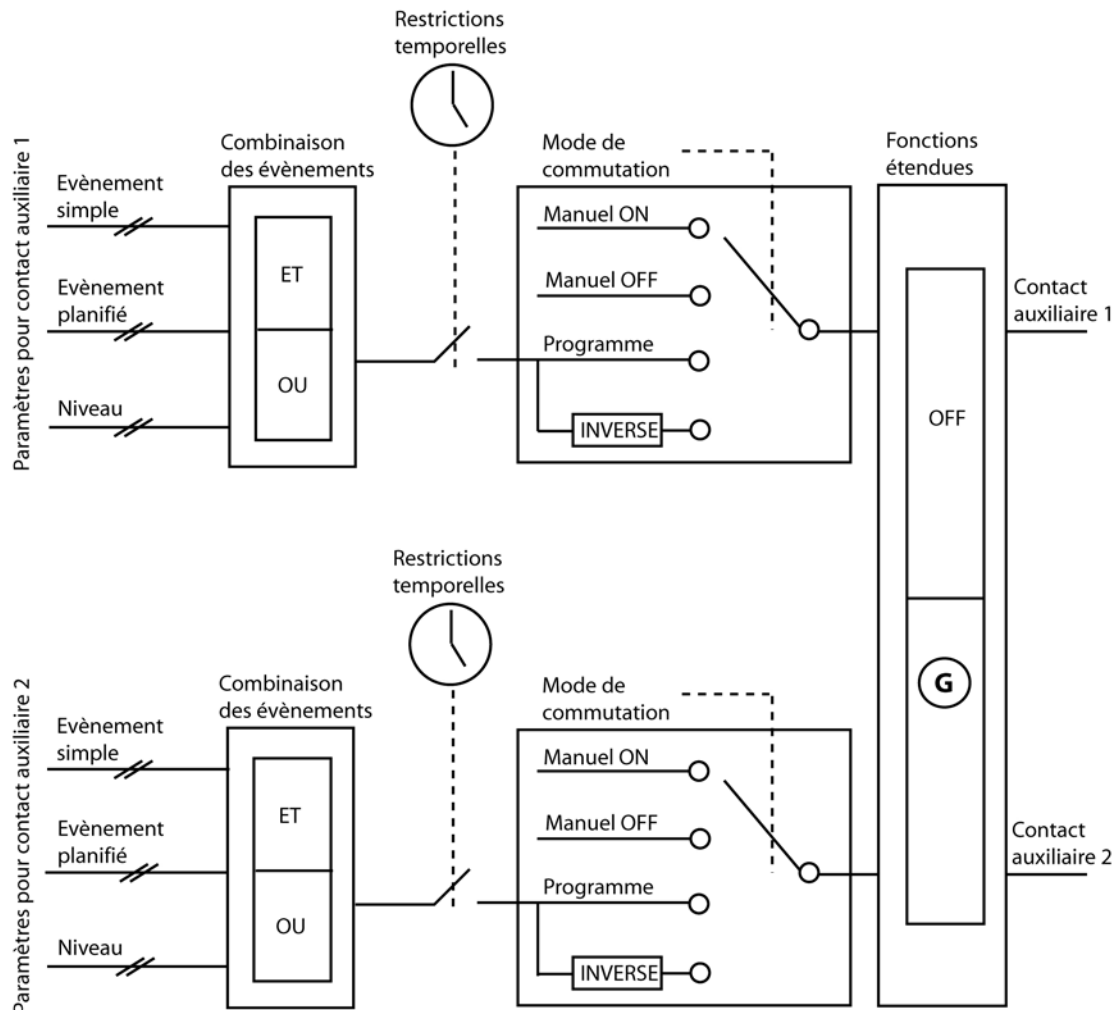 Restrictions
temporelles
Paramètres pour contact auxiliaire 1
Combinaison
des évènements
Mode de
commutation
Fonctions
étendues
Evènement
simple
Manuel ON
ET
Evènement
planifié
Manuel OFF
Contact
auxiliaire 1
Programme
OU
Niveau
INVERSE
OFF
Restrictions
temporelles
Paramètres pour contact auxiliaire 2
Combinaison
des évènements
Mode de
commutation
G
Evènement
simple
Manuel ON
ET
Evènement
planifié
Manuel OFF
Contact
auxiliaire 2
Programme
OU
Niveau
INVERSE